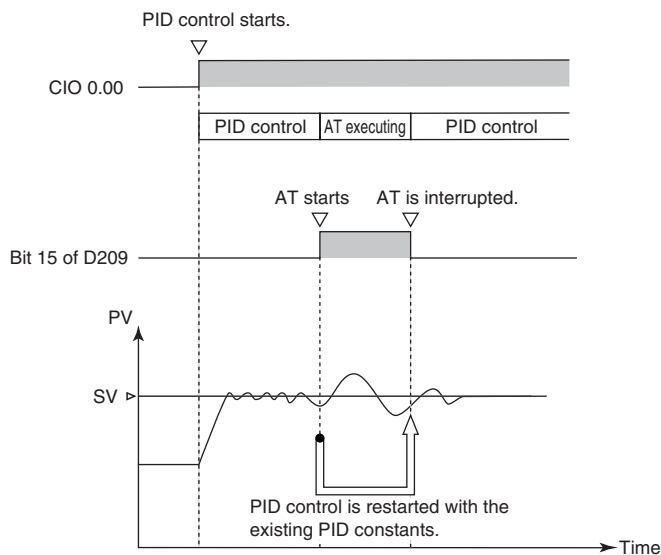 PID control starts.
CIO 0.00
PID control
AT executing
PID control
AT starts
AT is interrupted.
Bit 15 of D209
PV
SV
PID control is restarted with the
existing PID constants.
Time